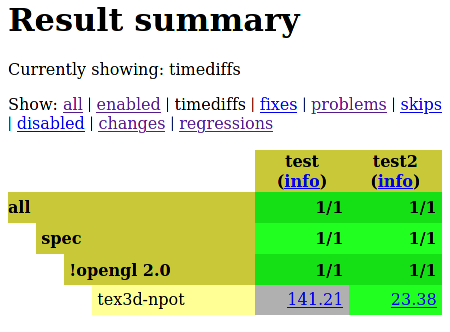 Result summary
Currently showing: timediffs
Show: all | enabled | timediffs | fixes | problems | skips
| disabled | changes | regressions
test test2
(info) (info)
all 1/1 1/1
spec 1/1 1/1
!opengl 2.0 1/1 1/1
tex3d-npot 141.21 23.38